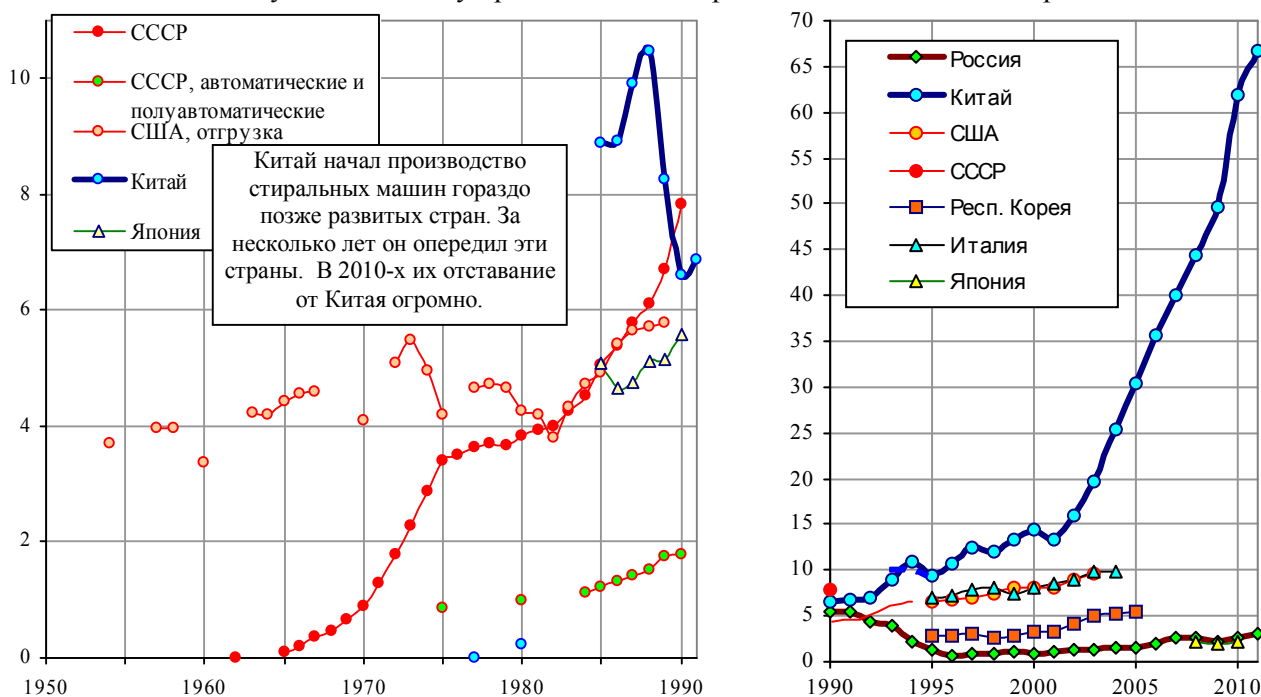 СССР
СССР, автоматические и
полуавтоматические
США, отгрузка
Китай
Япония
Китай начал производство
стиральных машин гораздо
позже развитых стран. За
несколько лет он опередил эти
страны. В 2010-х их отставание
от Китая огромно.
10
8
6
4
2
0
1950
1960
1970
1980
1990
Россия
Китай
США
СССР
Респ. Корея
Италия
Япония
70
65
60
55
50
45
40
35
30
25
20
15
10
5
0
1990
1995
2000
2005
2010